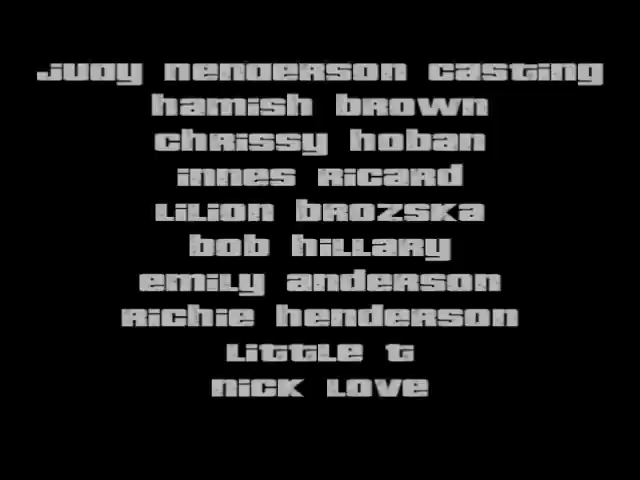 Judy nenderson casting
hamish brown
chrissy hoban
innes ricard
Lilion Brozska
bob hillary
emily anderson
Richie henderson
Little t
nick Love